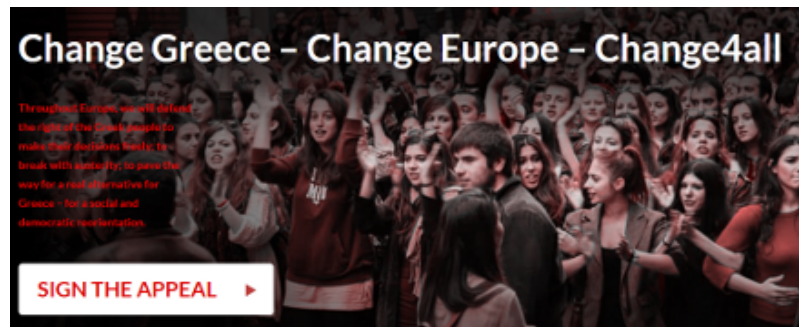 Change Greece – Change Europe – Change4all
Throughout Europe, we will defend
the right of the Greek people to
make their decisions freely; to
break with austerity; to pave the
way for a real alternative for
Greece – for a social and
democratic reorientation.
SIGN THE APPEAL